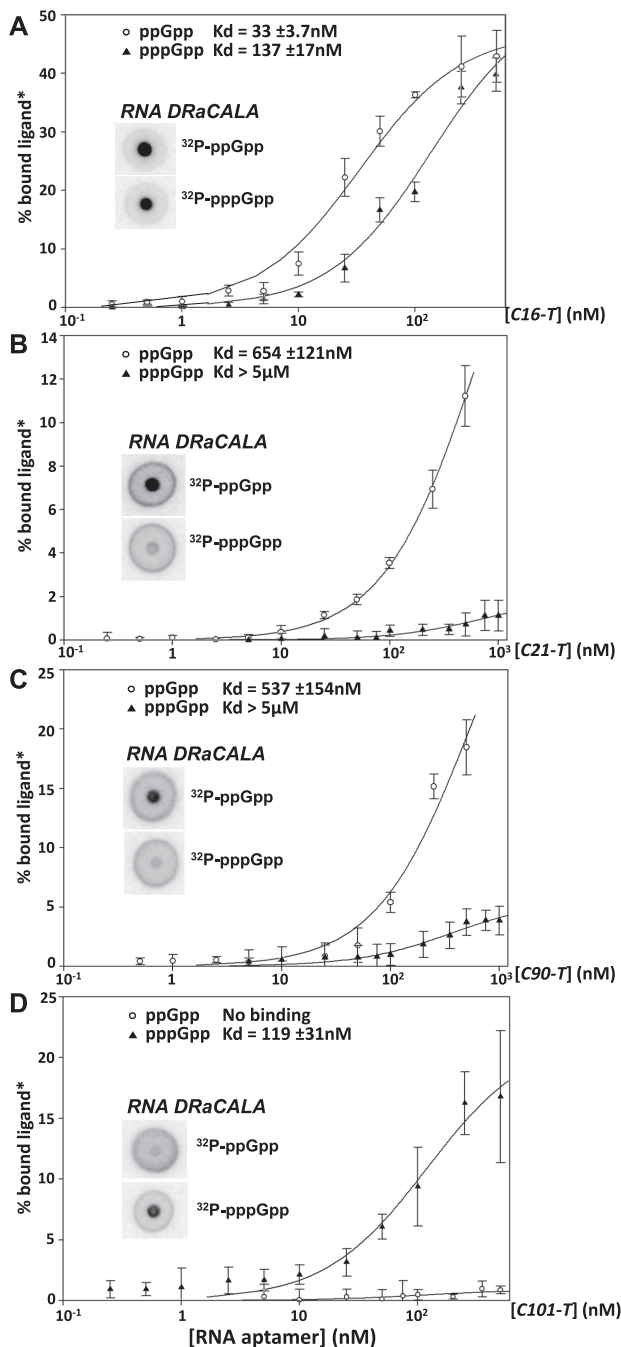 A
ppGpp Kd = 33 ±3.7nM
pppGpp Kd = 137 ±17nM
RNA DRaCALA
³²P-ppGpp
³²P-pppGpp
% bound ligand*
50
40
30
20
10
0
10⁻¹ 1 10 10² [C16-T] (nM)
B
ppGpp Kd = 654 ±121nM
pppGpp Kd > 5µM
RNA DRaCALA
³²P-ppGpp
³²P-pppGpp
% bound ligand*
14
12
10
8
6
4
2
0
10⁻¹ 1 10 10² 10³ [C21-T] (nM)
C
ppGpp Kd = 537 ±154nM
pppGpp Kd > 5µM
RNA DRaCALA
³²P-ppGpp
³²P-pppGpp
% bound ligand*
25
20
15
10
5
0
10⁻¹ 1 10 10² 10³ [C90-T] (nM)
D
ppGpp No binding
pppGpp Kd = 119 ±31nM
RNA DRaCALA
³²P-ppGpp
³²P-pppGpp
% bound ligand*
25
20
15
10
5
0
10⁻¹ 1 10 10² [C101-T] (nM)
[RNA aptamer] (nM)